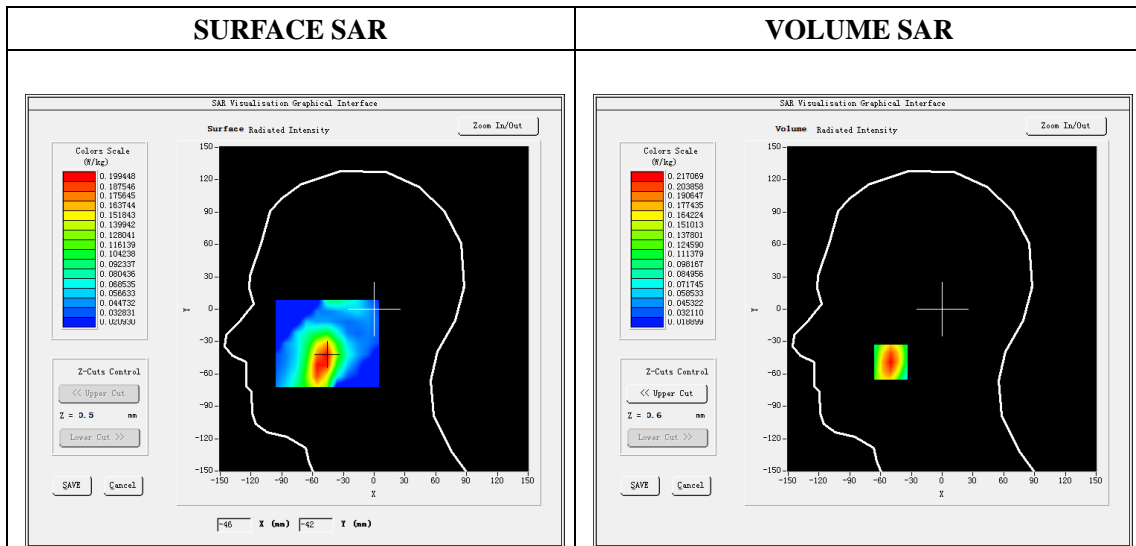 SURFACE SAR
VOLUME SAR
SAR Visualisation Graphical Interface
Surface Radiated Intensity
Zoom In/Out
Colors Scale
(W/kg)
0.199448
0.187546
0.175645
0.163744
0.151843
0.139942
0.128041
0.116139
0.104238
0.092337
0.080436
0.068535
0.056633
0.044732
0.032831
0.020930
Z-Cuts Control
<< Upper Cut
Z = 0.5 mm
Lower Cut >>
SAVE
Cancel
150
120
90
60
30
0
-30
-60
-90
-120
-150
Y
-150 -120 -90 -60 -30 0 30 60 90 120 150
X
-46 X (mm) -42 Y (mm)
SAR Visualisation Graphical Interface
Volume Radiated Intensity
Zoom In/Out
Colors Scale
(W/kg)
0.217069
0.203858
0.190647
0.177435
0.164224
0.151013
0.137801
0.124590
0.111379
0.098167
0.084956
0.071745
0.058533
0.045322
0.032110
0.018899
Z-Cuts Control
<< Upper Cut
Z = 0.6 mm
Lower Cut >>
SAVE
Cancel
150
120
90
60
30
0
-30
-60
-90
-120
-150
Y
-150 -120 -90 -60 -30 0 30 60 90 120 150
X